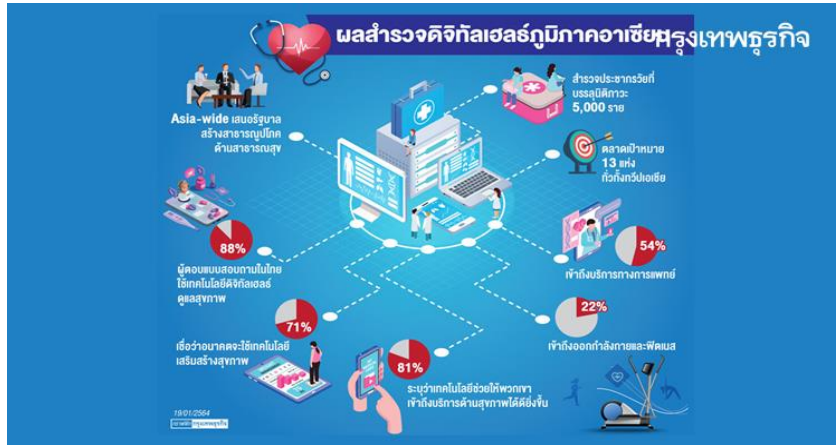 ผลสำรวจดิจิทัลเฮลธ์ภูมิภาคอาเซียน
กรุงเทพธุรกิจ
Asia-wide เสนอรัฐบาล
สร้างสาธารณูปโภค
ด้านสาธารณสุข
สำรวจประชากรวัยที่
บรรลุนิติภาวะ
5,000 ราย
ตลาดเป้าหมาย
13 แห่ง
ทั่วทั้งทวีปเอเชีย
88%
ผู้ตอบแบบสอบถามในไทย
ใช้เทคโนโลยีดิจิทัลเฮลธ์
ดูแลสุขภาพ
54%
เข้าถึงบริการทางการแพทย์
71%
เชื่อว่าอนาคตจะใช้เทคโนโลยี
เสริมสร้างสุขภาพ
22%
เข้าถึงออกกำลังกายและฟิตเนส
81%
ระบุว่าเทคโนโลยีช่วยให้พวกเขา
เข้าถึงบริการด้านสุขภาพได้ดียิ่งขึ้น
19/01/2564
กรุงเทพธุรกิจ